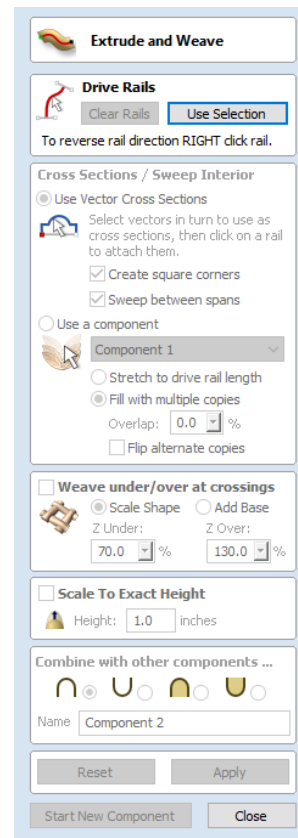 Extrude and Weave
Drive Rails
Clear Rails Use Selection
To reverse rail direction RIGHT click rail.
Cross Sections / Sweep Interior
Use Vector Cross Sections
Select vectors in turn to use as
cross sections, then click on a rail
to attach them.
Create square corners
Sweep between spans
Use a component
Component 1
Stretch to drive rail length
Fill with multiple copies
Overlap: 0.0 %
Flip alternate copies
Weave under/over at crossings
Scale Shape Add Base
Z Under: Z Over:
70.0 % 130.0 %
Scale To Exact Height
Height: 1.0 inches
Combine with other components ...
Name Component 2
Reset Apply
Start New Component Close